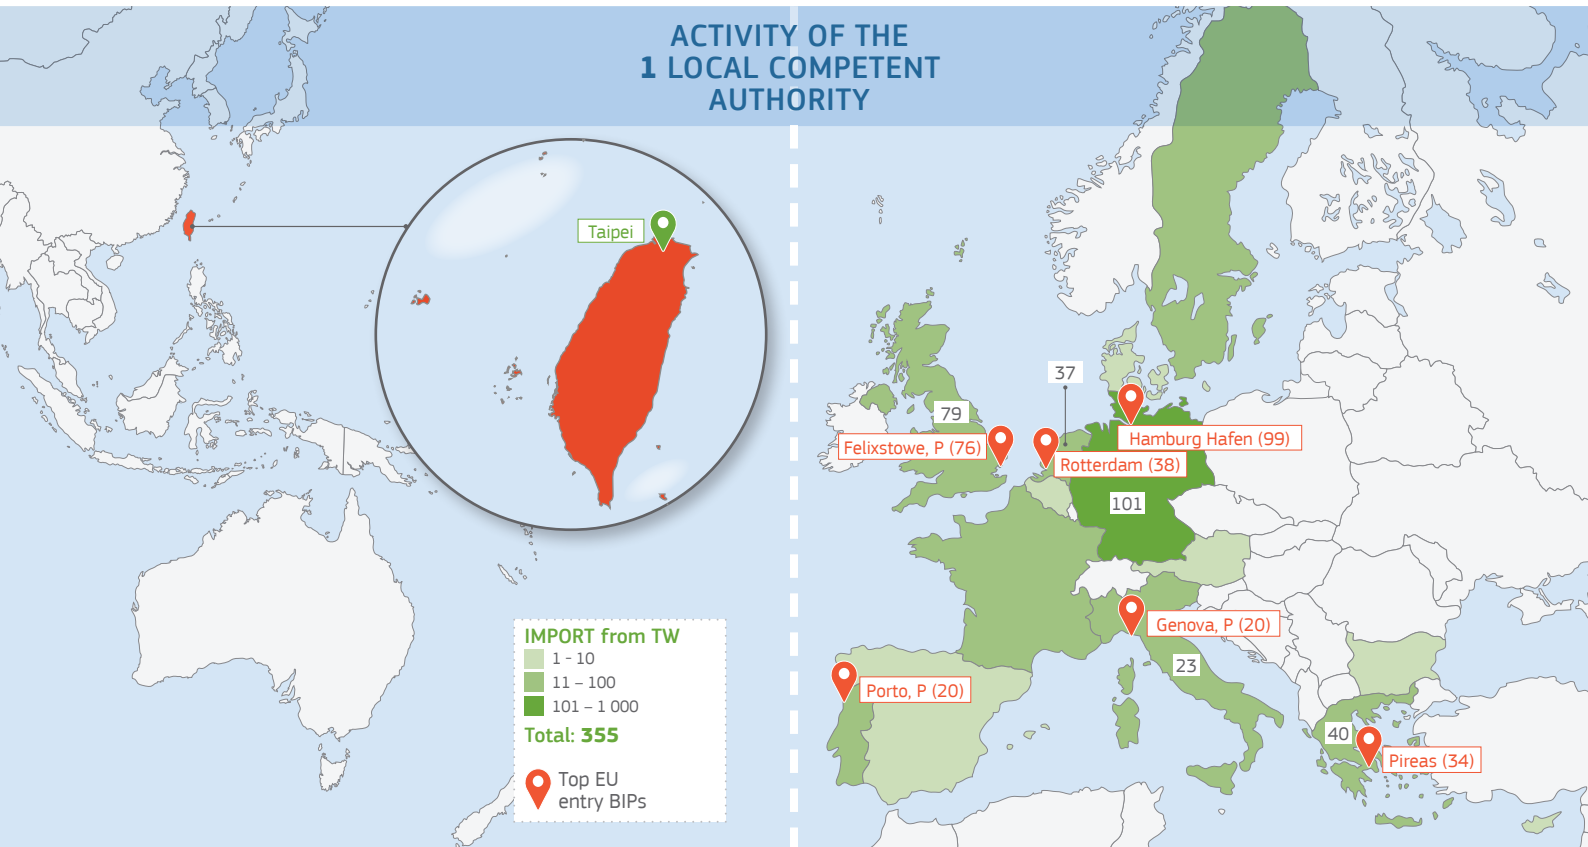 ACTIVITY OF THE
1 LOCAL COMPETENT
AUTHORITY
Taipei
37
79
Felixstowe, P (76)
Hamburg Hafen (99)
Rotterdam (38)
101
Genova, P (20)
23
Porto, P (20)
40
Pireas (34)
IMPORT from TW
1 - 10
11 – 100
101 – 1 000
Total: 355
Top EU
entry BIPs